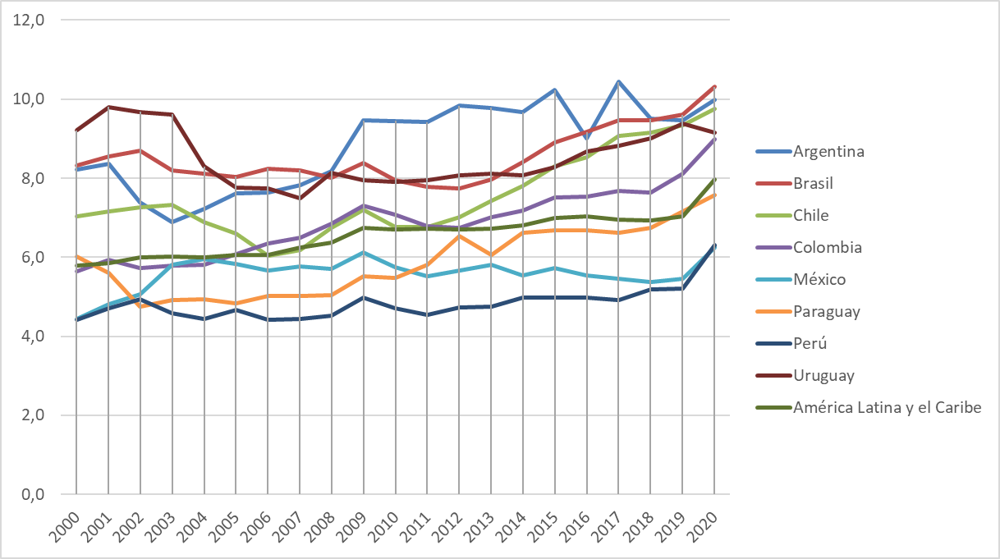 12,0
10,0
8,0
6,0
4,0
2,0
0,0
2000 2001 2002 2003 2004 2005 2006 2007 2008 2009 2010 2011 2012 2013 2014 2015 2016 2017 2018 2019 2020
Argentina
Brasil
Chile
Colombia
México
Paraguay
Perú
Uruguay
América Latina y el Caribe